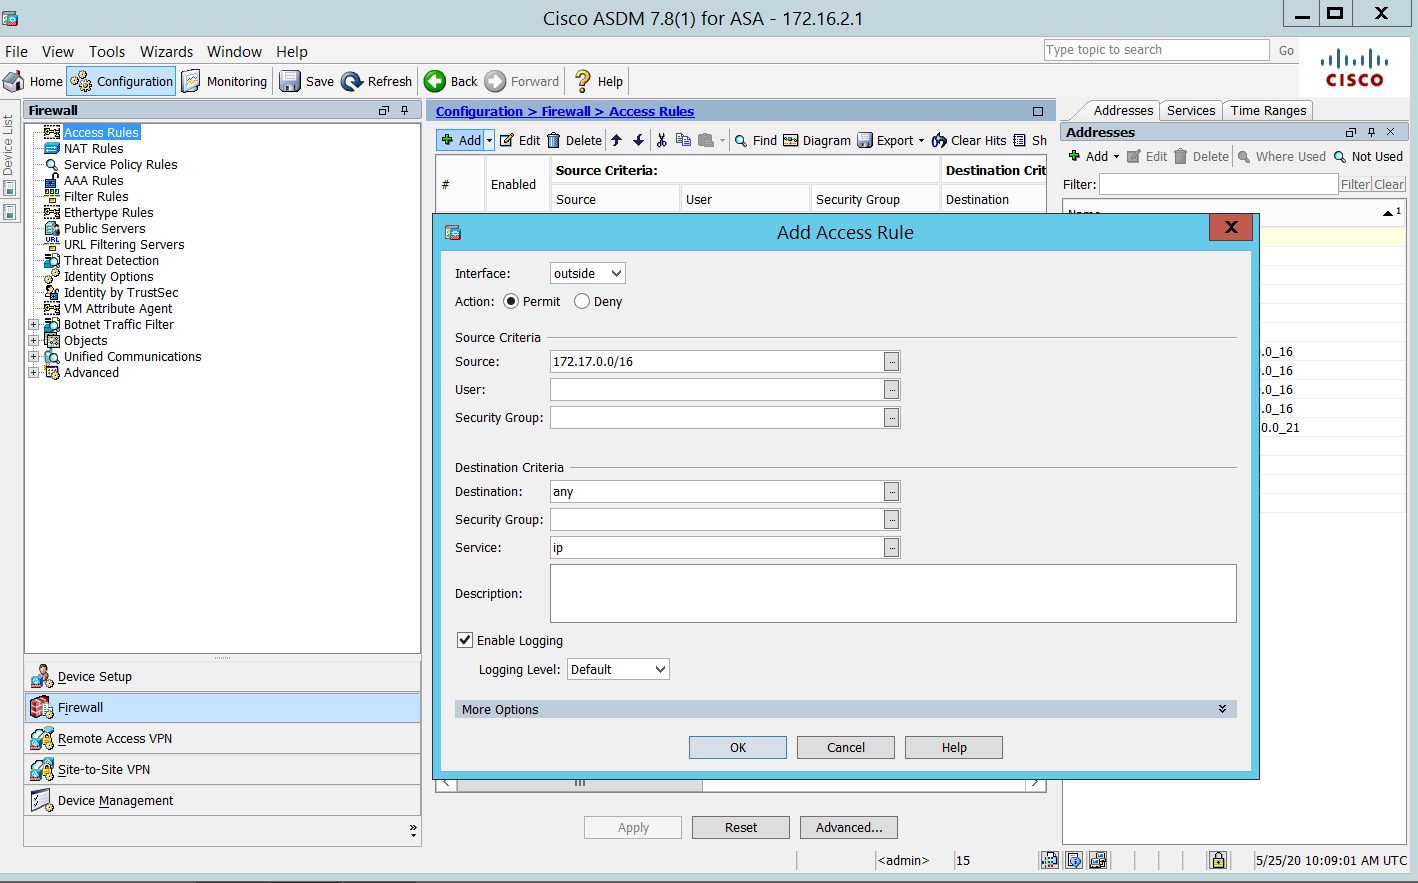 Cisco ASDM 7.8(1) for ASA - 172.16.2.1
File View Tools Wizards Window Help
Type topic to search Go
CISCO
Home Configuration Monitoring Save Refresh Back Forward Help
Device List
Firewall
Access Rules
NAT Rules
Service Policy Rules
AAA Rules
Filter Rules
Ethertype Rules
Public Servers
URL Filtering Servers
Threat Detection
Identity Options
Identity by TrustSec
VM Attribute Agent
Botnet Traffic Filter
Objects
Unified Communications
Advanced
Device Setup
Firewall
Remote Access VPN
Site-to-Site VPN
Device Management
Configuration > Firewall > Access Rules
Add Edit Delete Find Diagram Export Clear Hits Sh
# Enabled Source Criteria: Destination Crit
Source User Security Group Destination
Add Access Rule
Interface: outside
Action: Permit Deny
Source Criteria
Source: 172.17.0.0/16
User:
Security Group:
Destination Criteria
Destination: any
Security Group:
Service: ip
Description:
Enable Logging
Logging Level: Default
More Options
OK Cancel Help
Apply Reset Advanced...
Addresses Services Time Ranges
Addresses
Add Edit Delete Where Used Not Used
Filter: Filter Clear
1
.0_16
.0_16
.0_16
.0_16
0.0_21
<admin> 15 5/25/20 10:09:01 AM UTC